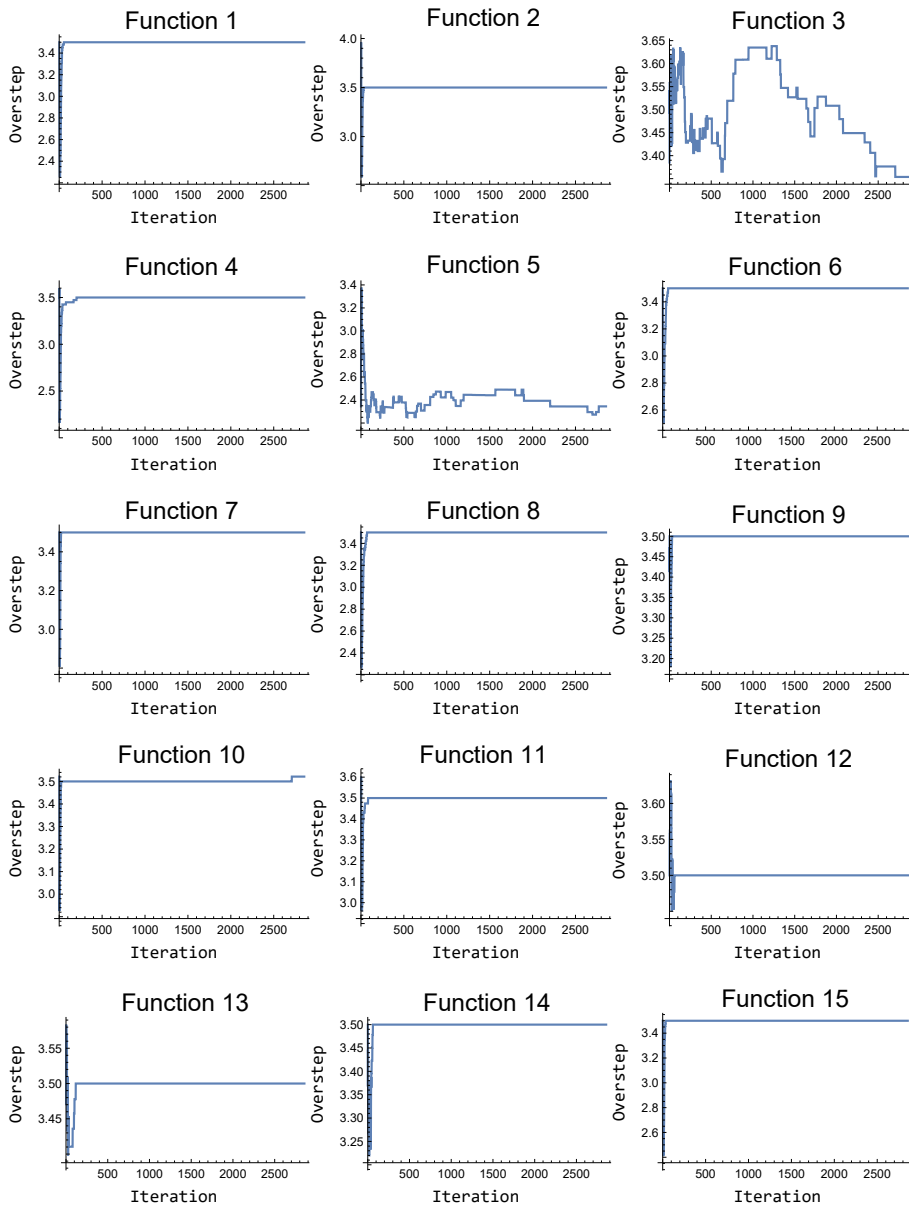 Function 1 Function 2 Function 3
Overstep 3.4 3.2 3.0 2.8 2.6 2.4 2.2
500 1000 1500 2000 2500
Iteration
Overstep 4.0 3.5 3.0
500 1000 1500 2000 2500
Iteration
Overstep 3.65 3.60 3.55 3.50 3.45 3.40
500 1000 1500 2000 2500
Iteration
Function 4 Function 5 Function 6
Overstep 3.5 3.0 2.5
500 1000 1500 2000 2500
Iteration
Overstep 3.4 3.2 3.0 2.8 2.6 2.4
500 1000 1500 2000 2500
Iteration
Overstep 3.4 3.2 3.0 2.8 2.6
500 1000 1500 2000 2500
Iteration
Function 7 Function 8 Function 9
Overstep 3.4 3.2 3.0
500 1000 1500 2000 2500
Iteration
Overstep 3.4 3.2 3.0 2.8 2.6 2.4
500 1000 1500 2000 2500
Iteration
Overstep 3.50 3.45 3.40 3.35 3.30 3.25 3.20
500 1000 1500 2000 2500
Iteration
Function 10 Function 11 Function 12
Overstep 3.5 3.4 3.3 3.2 3.1 3.0
500 1000 1500 2000 2500
Iteration
Overstep 3.6 3.5 3.4 3.3 3.2 3.1 3.0
500 1000 1500 2000 2500
Iteration
Overstep 3.60 3.55 3.50
500 1000 1500 2000 2500
Iteration
Function 13 Function 14 Function 15
Overstep 3.55 3.50 3.45
500 1000 1500 2000 2500
Iteration
Overstep 3.50 3.45 3.40 3.35 3.30 3.25
500 1000 1500 2000 2500
Iteration
Overstep 3.4 3.2 3.0 2.8 2.6
500 1000 1500 2000 2500
Iteration